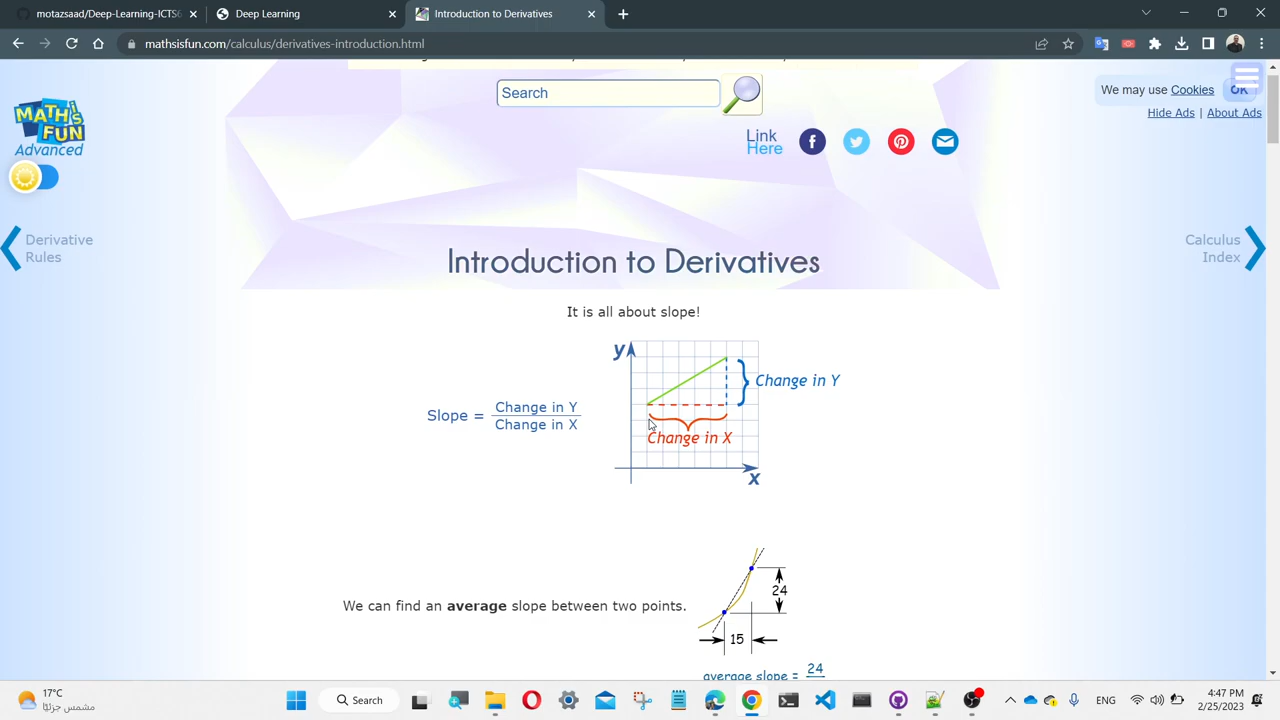 motazsaad/Deep-Learning-ICTS6
Deep Learning
Introduction to Derivatives
mathsisfun.com/calculus/derivatives-introduction.html
Search
We may use Cookies
OK
Hide Ads | About Ads
MATHS FUN
Advanced
Link
Here
Derivative
Rules
Calculus
Index
Introduction to Derivatives
It is all about slope!
y
Change in Y
Slope = Change in Y
Change in X
Change in X
x
24
We can find an average slope between two points.
15
average slope = 24
17°C
Search
ENG
4:47 PM
2/25/2023